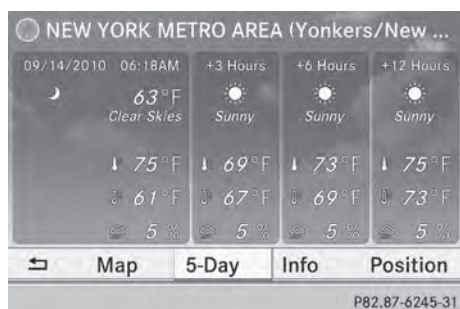 NEW YORK METRO AREA (Yonkers/New ...
09/14/2010 06:18AM +3 Hours +6 Hours +12 Hours
63°F
Clear Skies Sunny Sunny Sunny
75°F 69°F 73°F 75°F
61°F 67°F 69°F 73°F
5 % 5 % 5 % 5 %
Map 5-Day Info Position
P82.87-6245-31